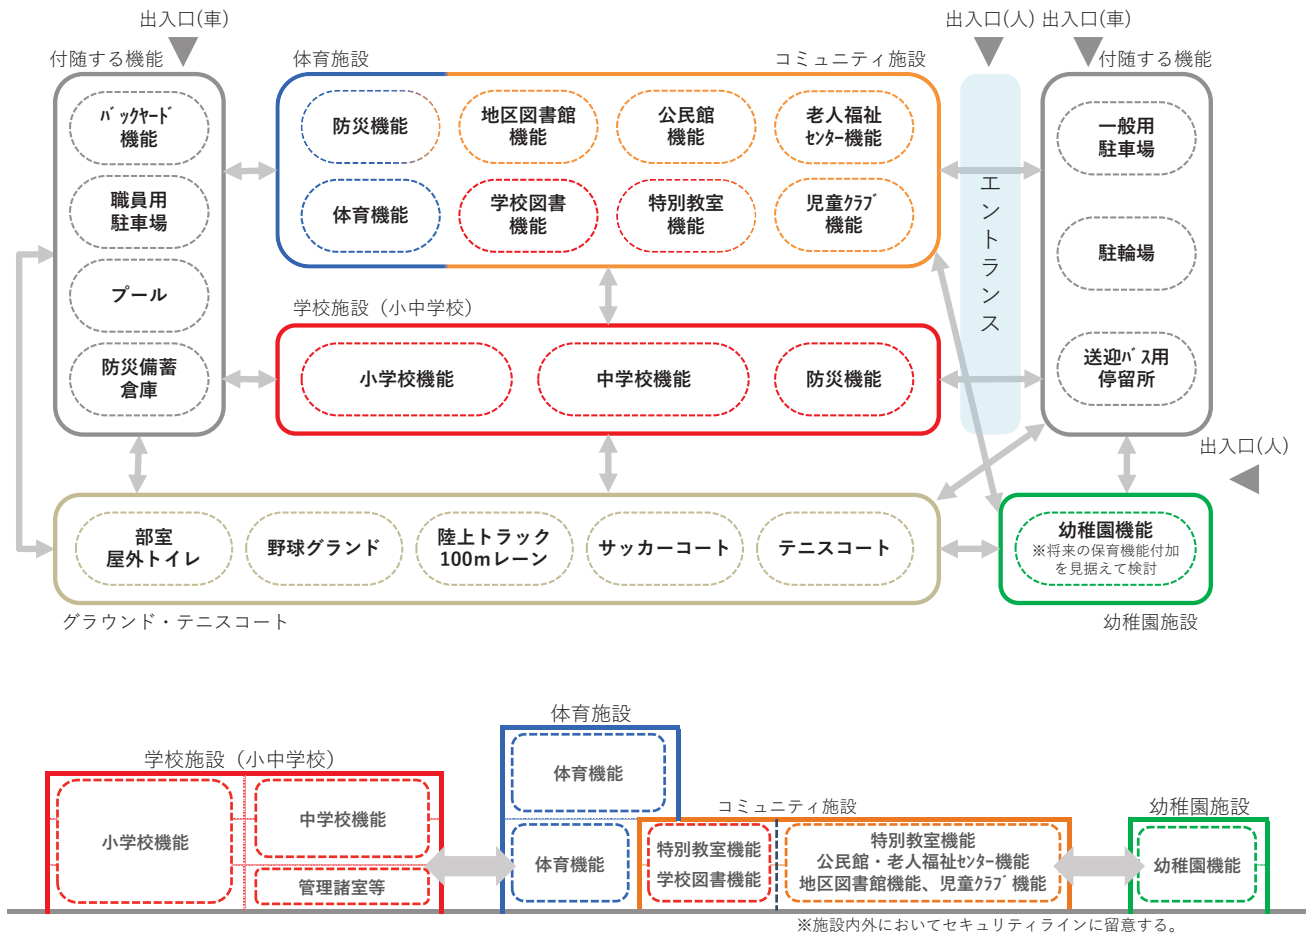 出入口(車)
出入口(人) 出入口(車)
付随する機能
体育施設
コミュニティ施設
付随する機能
ﾊﾞｯｸﾔｰﾄﾞ
機能
職員用
駐車場
プール
防災備蓄
倉庫
防災機能
地区図書館
機能
公民館
機能
老人福祉
ｾﾝﾀｰ機能
体育機能
学校図書
機能
特別教室
機能
児童ｸﾗﾌﾞ
機能
エントランス
一般用
駐車場
駐輪場
送迎ﾊﾞｽ用
停留所
学校施設（小中学校）
小学校機能
中学校機能
防災機能
出入口(人)
部室
屋外トイレ
野球グランド
陸上トラック
100mレーン
サッカーコート
テニスコート
幼稚園機能
※将来の保育機能付加
を見据えて検討
グラウンド・テニスコート
幼稚園施設
学校施設（小中学校）
小学校機能
中学校機能
管理諸室等
体育施設
体育機能
体育機能
コミュニティ施設
特別教室機能
学校図書機能
特別教室機能
公民館・老人福祉ｾﾝﾀｰ機能
地区図書館機能、児童ｸﾗﾌﾞ機能
幼稚園施設
幼稚園機能
※施設内外においてセキュリティラインに留意する。